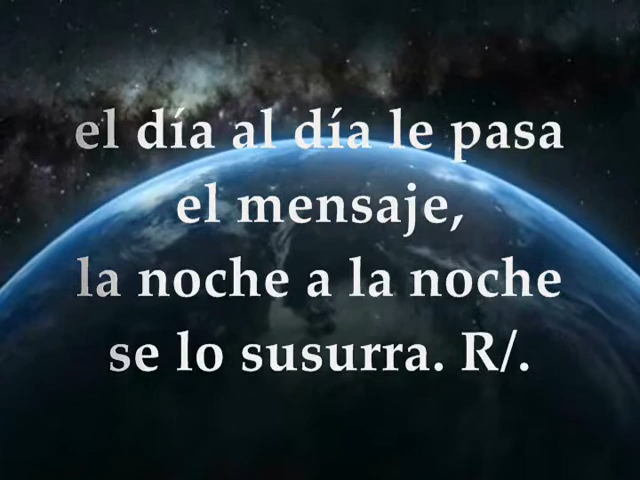 el día al día le pasa
el mensaje,
la noche a la noche
se lo susurra. R/.